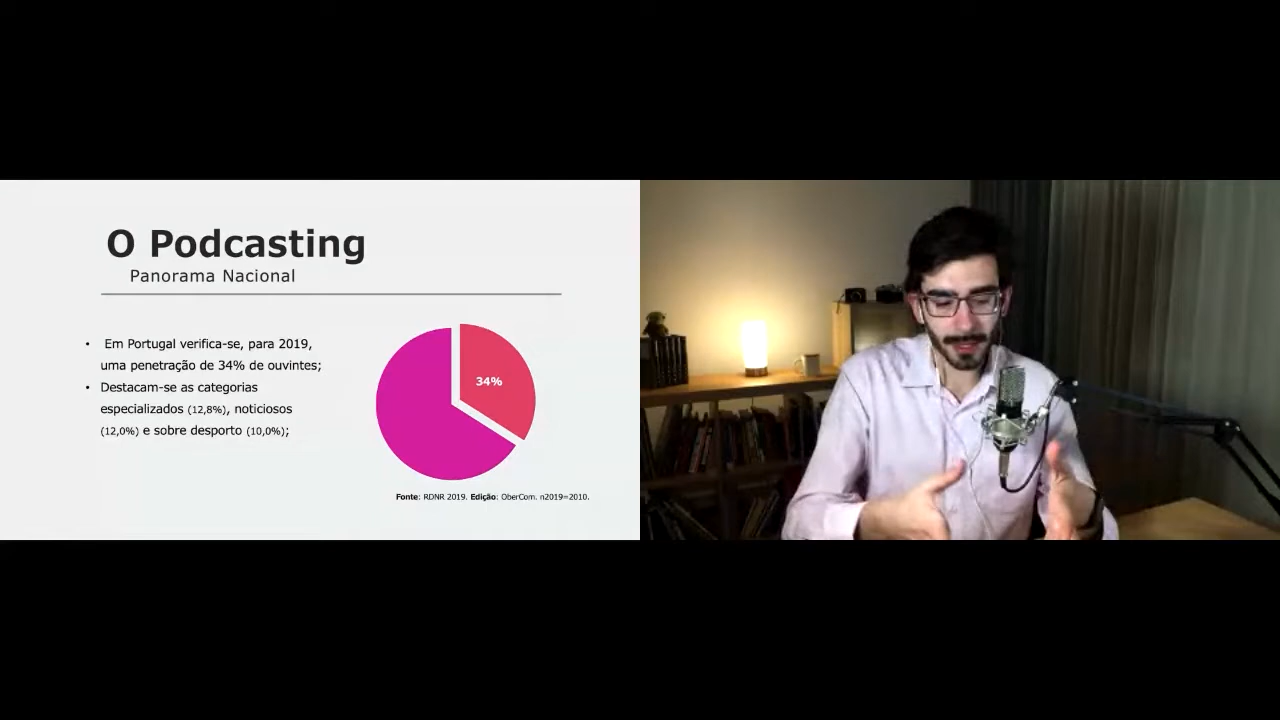 O Podcasting
Panorama Nacional
• Em Portugal verifica-se, para 2019,
uma penetração de 34% de ouvintes;
• Destacam-se as categorias
especializados (12,8%), noticiosos
(12,0%) e sobre desporto (10,0%);
34%
Fonte: RDNR 2019. Edição: OberCom. n2019=2010.